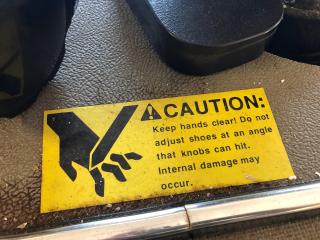 CAUTION:
Keep hands clear! Do not
adjust shoes at an angle
that knobs can hit.
Internal damage may
occur.